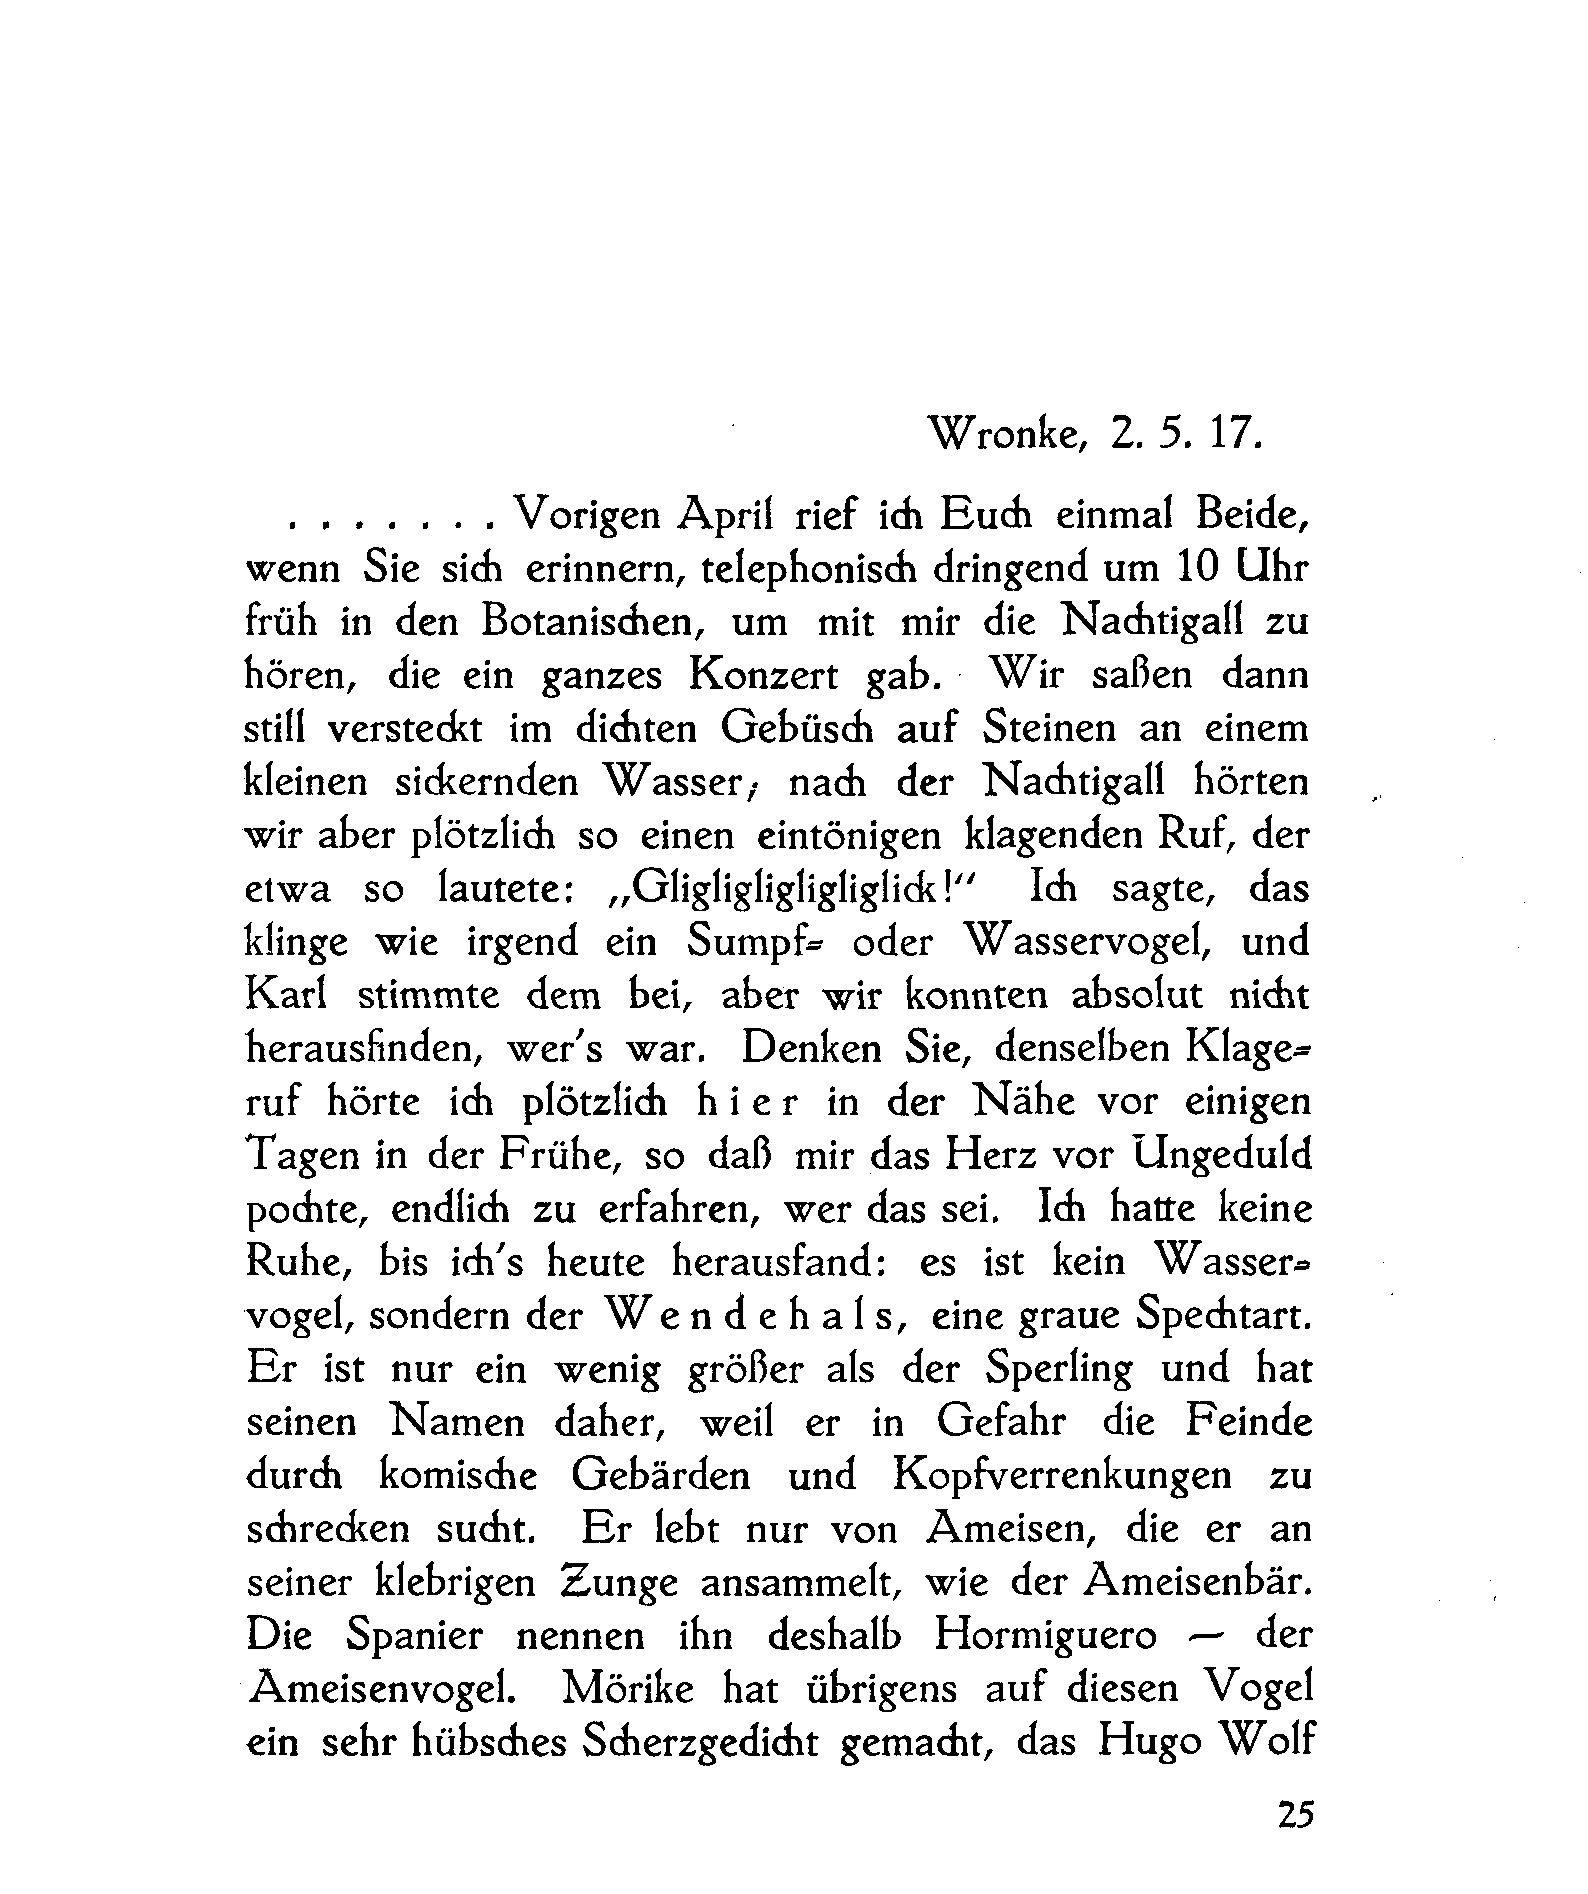 Wronke, 2. 5. 17.
. . . . . . . Vorigen April rief ich Euch einmal Beide,
wenn Sie sich erinnern, telephonisch dringend um 10 Uhr
früh in den Botanischen, um mit mir die Nachtigall zu
hören, die ein ganzes Konzert gab. Wir saßen dann
still versteckt im dichten Gebüsch auf Steinen an einem
kleinen sickernden Wasser; nach der Nachtigall hörten
wir aber plötzlich so einen eintönigen klagenden Ruf, der
etwa so lautete: „Gligligligligliglick!“ Ich sagte, das
klinge wie irgend ein Sumpf- oder Wasservogel, und
Karl stimmte dem bei, aber wir konnten absolut nicht
herausfinden, wer's war. Denken Sie, denselben Klage-
ruf hörte ich plötzlich hier in der Nähe vor einigen
Tagen in der Frühe, so daß mir das Herz vor Ungeduld
pochte, endlich zu erfahren, wer das sei. Ich hatte keine
Ruhe, bis ich's heute herausfand: es ist kein Wasser-
vogel, sondern der Wendehals, eine graue Spechtart.
Er ist nur ein wenig größer als der Sperling und hat
seinen Namen daher, weil er in Gefahr die Feinde
durch komische Gebärden und Kopfverrenkungen zu
schrecken sucht. Er lebt nur von Ameisen, die er an
seiner klebrigen Zunge ansammelt, wie der Ameisenbär.
Die Spanier nennen ihn deshalb Hormiguero — der
Ameisenvogel. Mörike hat übrigens auf diesen Vogel
ein sehr hübsches Scherzgedicht gemacht, das Hugo Wolf
25